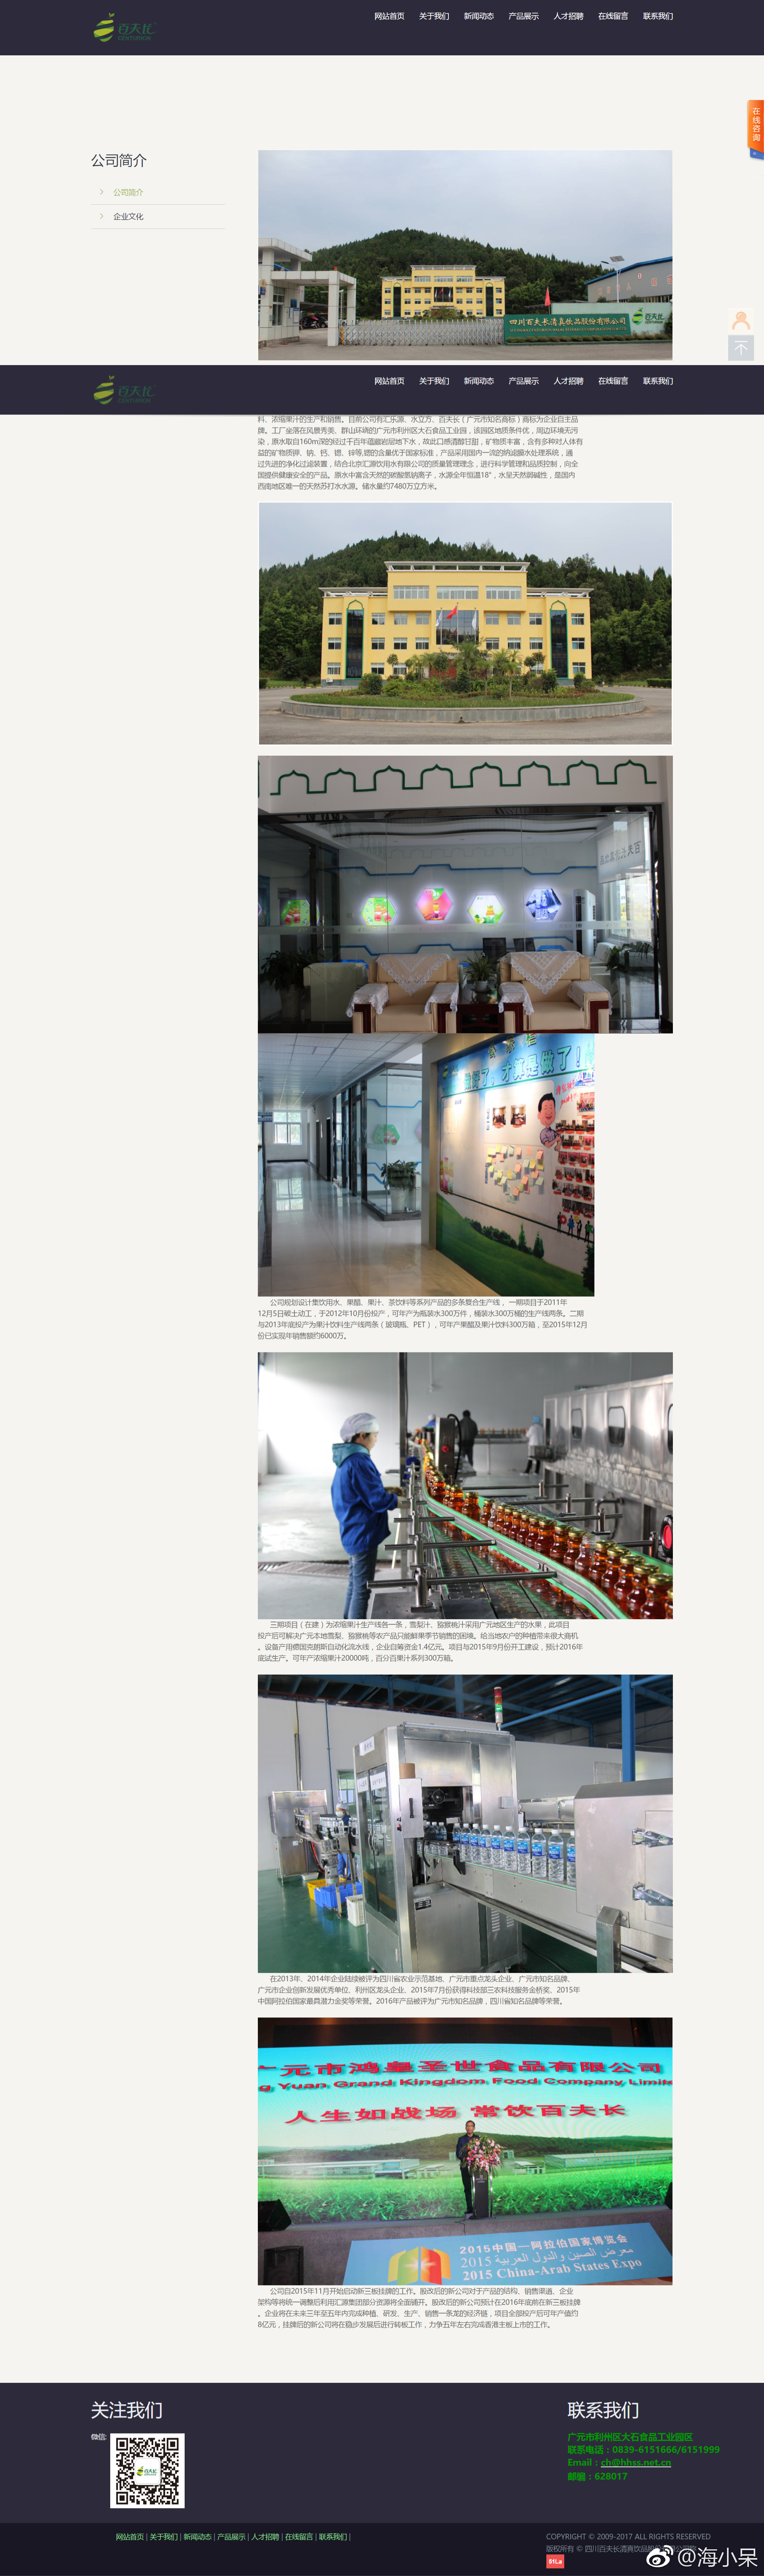 百夫长
CENTURION
网站首页 关于我们 新闻动态 产品展示 人才招聘 在线留言 联系我们
在线咨询
公司简介
公司简介
企业文化
四川百夫长清真饮品股份有限公司
百夫长
CENTURION
网站首页 关于我们 新闻动态 产品展示 人才招聘 在线留言 联系我们
料、浓缩果汁的生产和销售。目前公司有汇乐源、水立方、百夫长（广元市知名商标）商标为企业自主品
牌。工厂坐落在风景秀美、群山环绕的广元市利州区大石食品工业园，该园区地质条件优，周边环境无污
染，原水取自160m深的经过千百年蕴藏岩层地下水，故此口感清醇甘甜，矿物质丰富，含有多种对人体有
益的矿物质钾、钠、钙、锶、锌等,锶的含量优于国家标准，产品采用国内一流的纳滤膜水处理系统，通
过先进的净化过滤装置，结合北京汇源饮用水有限公司的质量管理理念，进行科学管理和品质控制，向全
国提供健康安全的产品。原水中富含天然的碳酸氢钠离子，水源全年恒温18°，水呈天然弱碱性，是国内
西南地区唯一的天然苏打水水源。储水量约7480万立方米。
做得了，才真是做了！
公司规划设计集饮用水、果醋、果汁、茶饮料等系列产品的多条复合生产线， 一期项目于2011年
12月5日破土动工，于2012年10月份投产，可年产为瓶装水300万件，桶装水300万桶的生产线两条。二期
与2013年底投产为果汁饮料生产线两条（玻璃瓶、PET），可年产果醋及果汁饮料300万箱，至2015年12月
份已实现年销售额约6000万。
三期项目（在建）为浓缩果汁生产线各一条，雪梨汁、猕猴桃汁采用广元地区生产的水果，此项目
投产后可解决广元本地雪梨、猕猴桃等农产品只能鲜果季节销售的困境。给当地农户的种植带来很大商机
。设备产用德国克朗斯自动化流水线，企业自筹资金1.4亿元。项目与2015年9月份开工建设，预计2016年
底试生产。可年产浓缩果汁20000吨，百分百果汁系列300万箱。
在2013年、2014年企业陆续被评为四川省农业示范基地、广元市重点龙头企业、广元市知名品牌、
广元市企业创新发展优秀单位、利州区龙头企业、2015年7月份获得科技部三农科技服务金桥奖、2015年
中国阿拉伯国家最具潜力金奖等荣誉。2016年产品被评为广元市知名品牌，四川省知名品牌等荣誉。
广元市鸿皇圣世食品有限公司
g Yuan Grand Kingdom Food Company Limite
人生如战场 常饮百夫长
2015中国—阿拉伯国家博览会
معرض الصين والدول العربية 2015
2015 China-Arab States Expo
公司自2015年11月开始启动新三板挂牌的工作。股改后的新公司对于产品的结构、销售渠道、企业
架构等将统一调整后利用汇源集团部分资源将全面铺开。股改后的新公司预计在2016年底前在新三板挂牌
。企业将在未来三年至五年内完成种植、研发、生产、销售一条龙的经济链，项目全部投产后可年产值约
8亿元，挂牌后的新公司将在稳步发展后进行转板工作，力争五年左右完成香港主板上市的工作。
关注我们
微信:
联系我们
广元市利州区大石食品工业园区
联系电话：0839-6151666/6151999
Email：ch@hhss.net.cn
邮编：628017
网站首页 | 关于我们 | 新闻动态 | 产品展示 | 人才招聘 | 在线留言 | 联系我们 |
COPYRIGHT © 2009-2017 ALL RIGHTS RESERVED
版权所有 © 四川百夫长清真饮品股份有限公司
51La
@海小呆